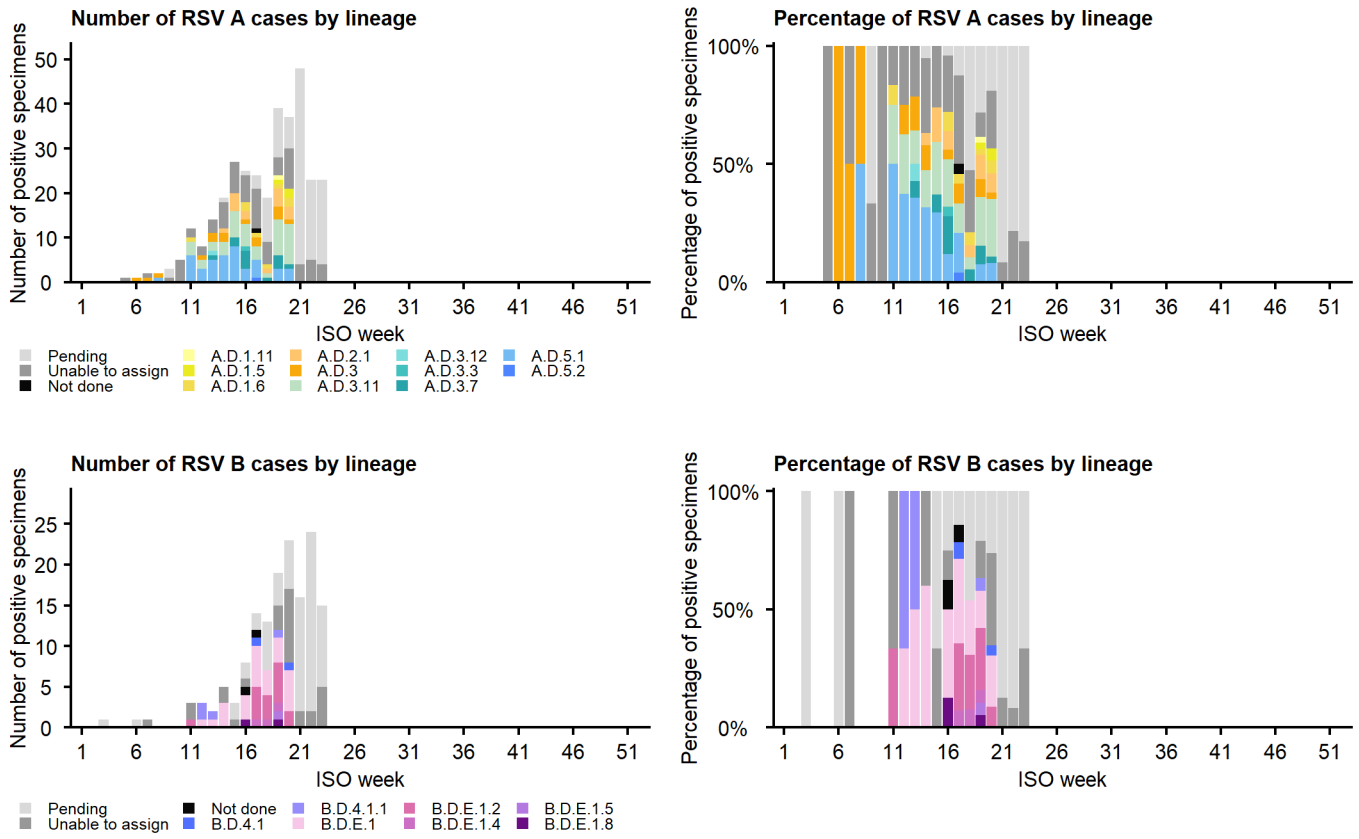 Number of RSV A cases by lineage
Number of positive specimens
50
40
30
20
10
0
1 6 11 16 21 26 31 36 41 46 51
ISO week
Pending A.D.1.11 A.D.2.1 A.D.3.12 A.D.5.1
Unable to assign A.D.1.5 A.D.3 A.D.3.3 A.D.5.2
Not done A.D.1.6 A.D.3.11 A.D.3.7
Percentage of RSV A cases by lineage
Percentage of positive specimens
100%
50%
0%
1 6 11 16 21 26 31 36 41 46 51
ISO week
Number of RSV B cases by lineage
Number of positive specimens
25
20
15
10
5
0
1 6 11 16 21 26 31 36 41 46 51
ISO week
Pending Not done B.D.4.1.1 B.D.E.1.2 B.D.E.1.5
Unable to assign B.D.4.1 B.D.E.1 B.D.E.1.4 B.D.E.1.8
Percentage of RSV B cases by lineage
Percentage of positive specimens
100%
50%
0%
1 6 11 16 21 26 31 36 41 46 51
ISO week